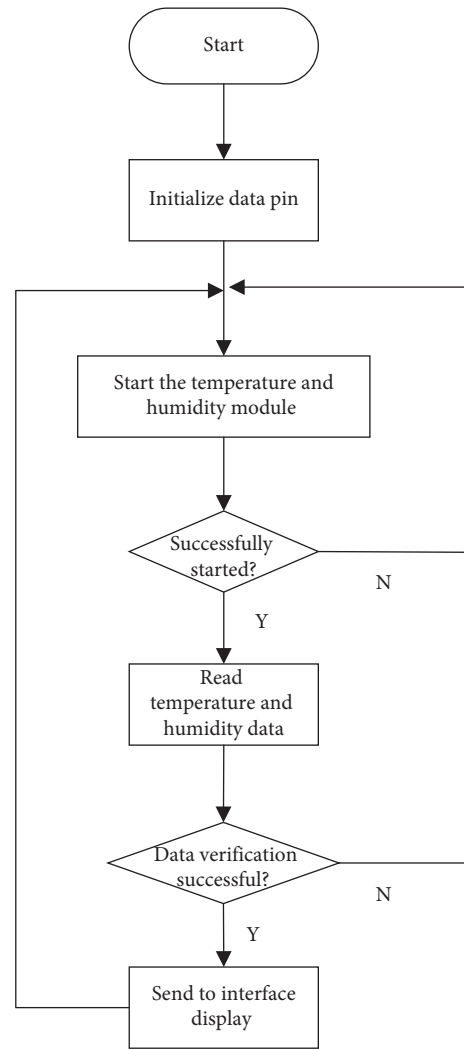 Start
Initialize data pin
Start the temperature and
humidity module
Successfully
started?
N
Y
Read
temperature and
humidity data
Data verification
successful?
N
Y
Send to interface
display